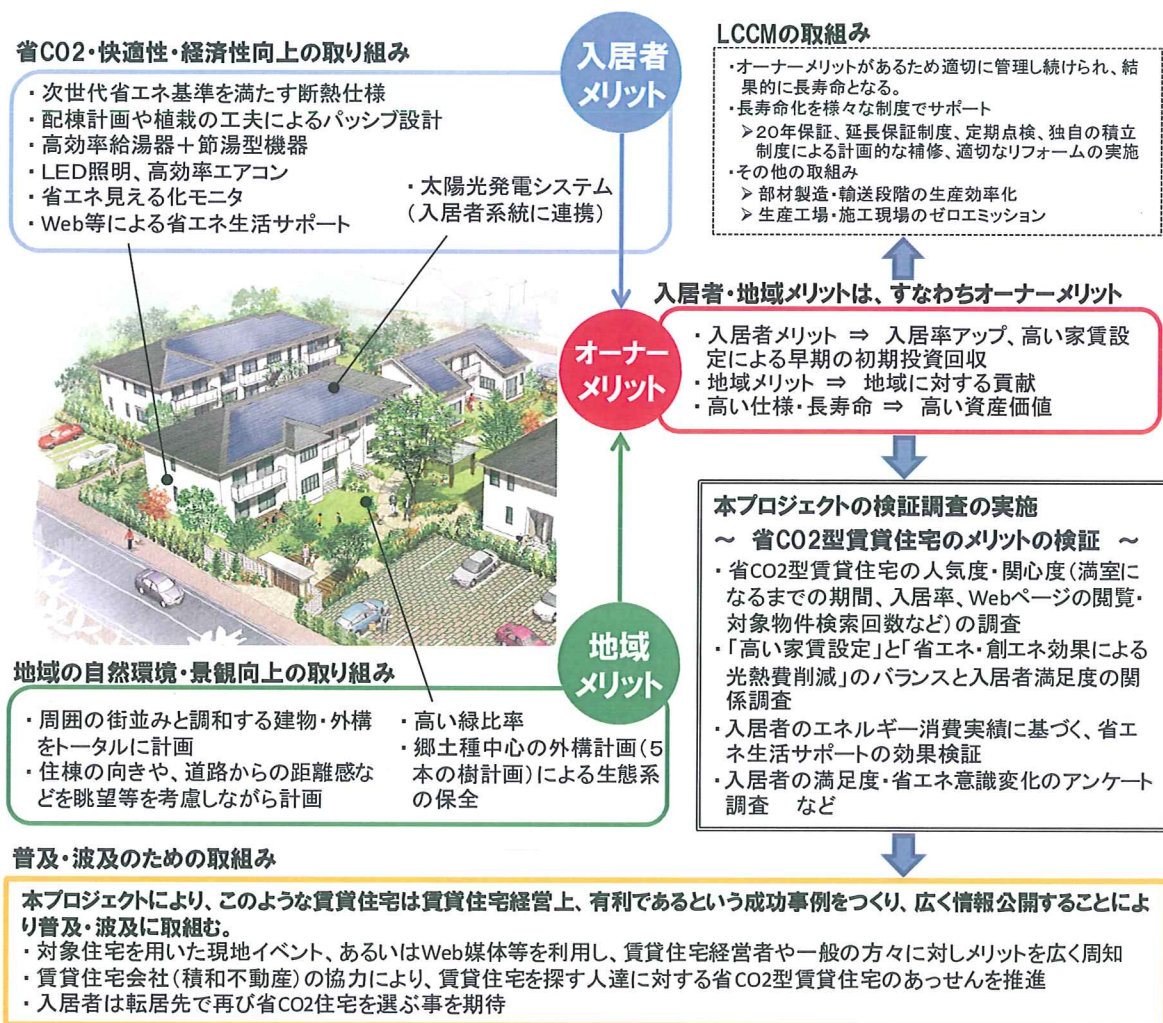 省CO2・快適性・経済性向上の取り組み
・次世代省エネ基準を満たす断熱仕様
・配棟計画や植栽の工夫によるパッシブ設計
・高効率給湯器＋節湯型機器
・LED照明、高効率エアコン
・省エネ見える化モニタ
・Web等による省エネ生活サポート
・太陽光発電システム
（入居者系統に連携）
入居者
メリット
LCCMの取組み
・オーナーメリットがあるため適切に管理し続けられ、結
果的に長寿命となる。
・長寿命化を様々な制度でサポート
➢20年保証、延長保証制度、定期点検、独自の積立
制度による計画的な補修、適切なリフォームの実施
・その他の取組み
➢部材製造・輸送段階の生産効率化
➢生産工場・施工現場のゼロエミッション
入居者・地域メリットは、すなわちオーナーメリット
オーナー
メリット
・入居者メリット ⇒ 入居率アップ、高い家賃設
定による早期の初期投資回収
・地域メリット ⇒ 地域に対する貢献
・高い仕様・長寿命 ⇒ 高い資産価値
本プロジェクトの検証調査の実施
～ 省CO2型賃貸住宅のメリットの検証 ～
・省CO2型賃貸住宅の人気度・関心度（満室に
なるまでの期間、入居率、Webページの閲覧・
対象物件検索回数など）の調査
・「高い家賃設定」と「省エネ・創エネ効果による
光熱費削減」のバランスと入居者満足度の関
係調査
・入居者のエネルギー消費実績に基づく、省エ
ネ生活サポートの効果検証
・入居者の満足度・省エネ意識変化のアンケート
調査 など
地域
メリット
地域の自然環境・景観向上の取り組み
・周囲の街並みと調和する建物・外構
をトータルに計画
・住棟の向きや、道路からの距離感な
どを眺望等を考慮しながら計画
・高い緑比率
・郷土種中心の外構計画（5
本の樹計画）による生態系
の保全
普及・波及のための取組み
本プロジェクトにより、このような賃貸住宅は賃貸住宅経営上、有利であるという成功事例をつくり、広く情報公開することによ
り普及・波及に取組む。
・対象住宅を用いた現地イベント、あるいはWeb媒体等を利用し、賃貸住宅経営者や一般の方々に対しメリットを広く周知
・賃貸住宅会社（積和不動産）の協力により、賃貸住宅を探す人達に対する省CO2型賃貸住宅のあっせんを推進
・入居者は転居先で再び省CO2住宅を選ぶ事を期待